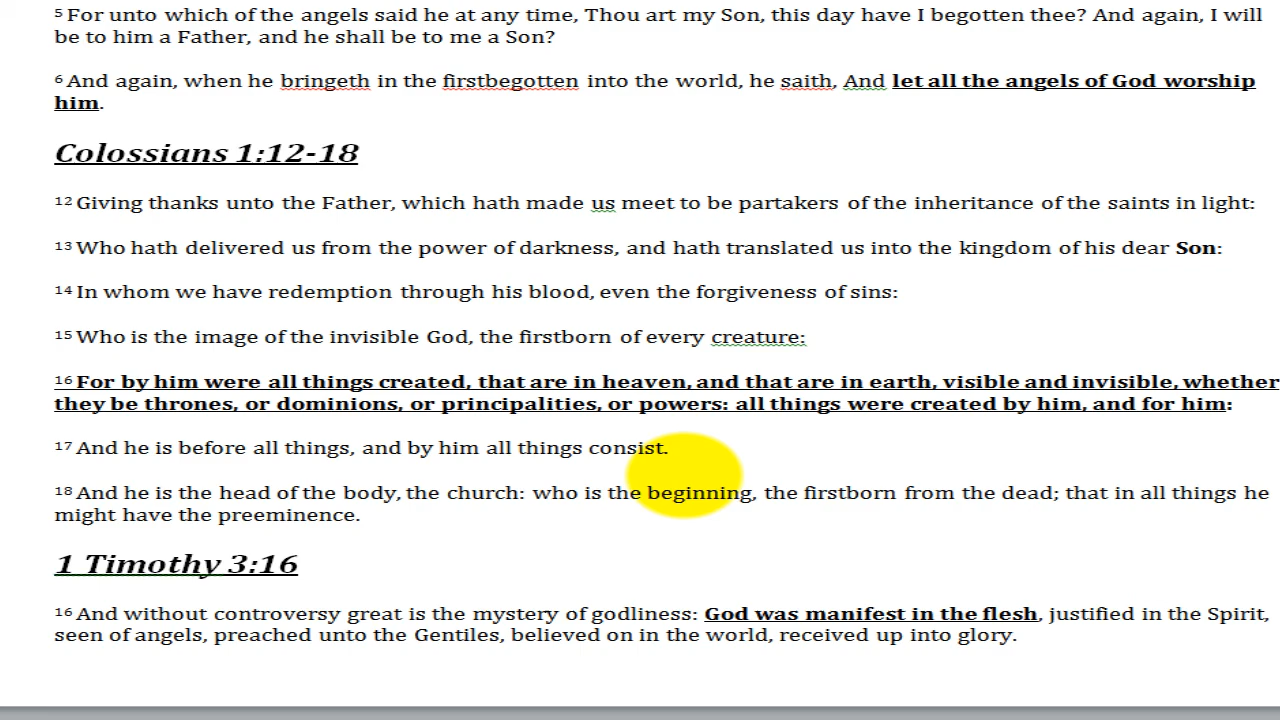 5 For unto which of the angels said he at any time, Thou art my Son, this day have I begotten thee? And again, I will
be to him a Father, and he shall be to me a Son?
6 And again, when he bringeth in the firstbegotten into the world, he saith, And let all the angels of God worship
him.
Colossians 1:12-18
12 Giving thanks unto the Father, which hath made us meet to be partakers of the inheritance of the saints in light:
13 Who hath delivered us from the power of darkness, and hath translated us into the kingdom of his dear Son:
14 In whom we have redemption through his blood, even the forgiveness of sins:
15 Who is the image of the invisible God, the firstborn of every creature:
16 For by him were all things created, that are in heaven, and that are in earth, visible and invisible, whether
they be thrones, or dominions, or principalities, or powers: all things were created by him, and for him:
17 And he is before all things, and by him all things consist.
18 And he is the head of the body, the church: who is the beginning, the firstborn from the dead; that in all things he
might have the preeminence.
1 Timothy 3:16
16 And without controversy great is the mystery of godliness: God was manifest in the flesh, justified in the Spirit,
seen of angels, preached unto the Gentiles, believed on in the world, received up into glory.